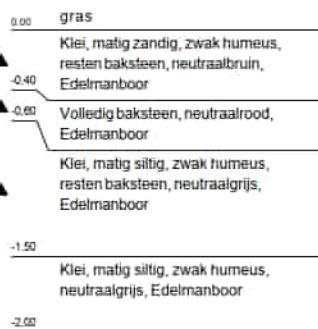 0.00 gras
Klei, matig zandig, zwak humeus,
resten baksteen, neutraalbruin,
-0.40 Edelmanboor
-0.60 Volledig baksteen, neutraalrood,
Edelmanboor
Klei, matig siltig, zwak humeus,
resten baksteen, neutraalgrijs,
Edelmanboor
-1.50
Klei, matig siltig, zwak humeus,
neutraalgrijs, Edelmanboor
-2.00